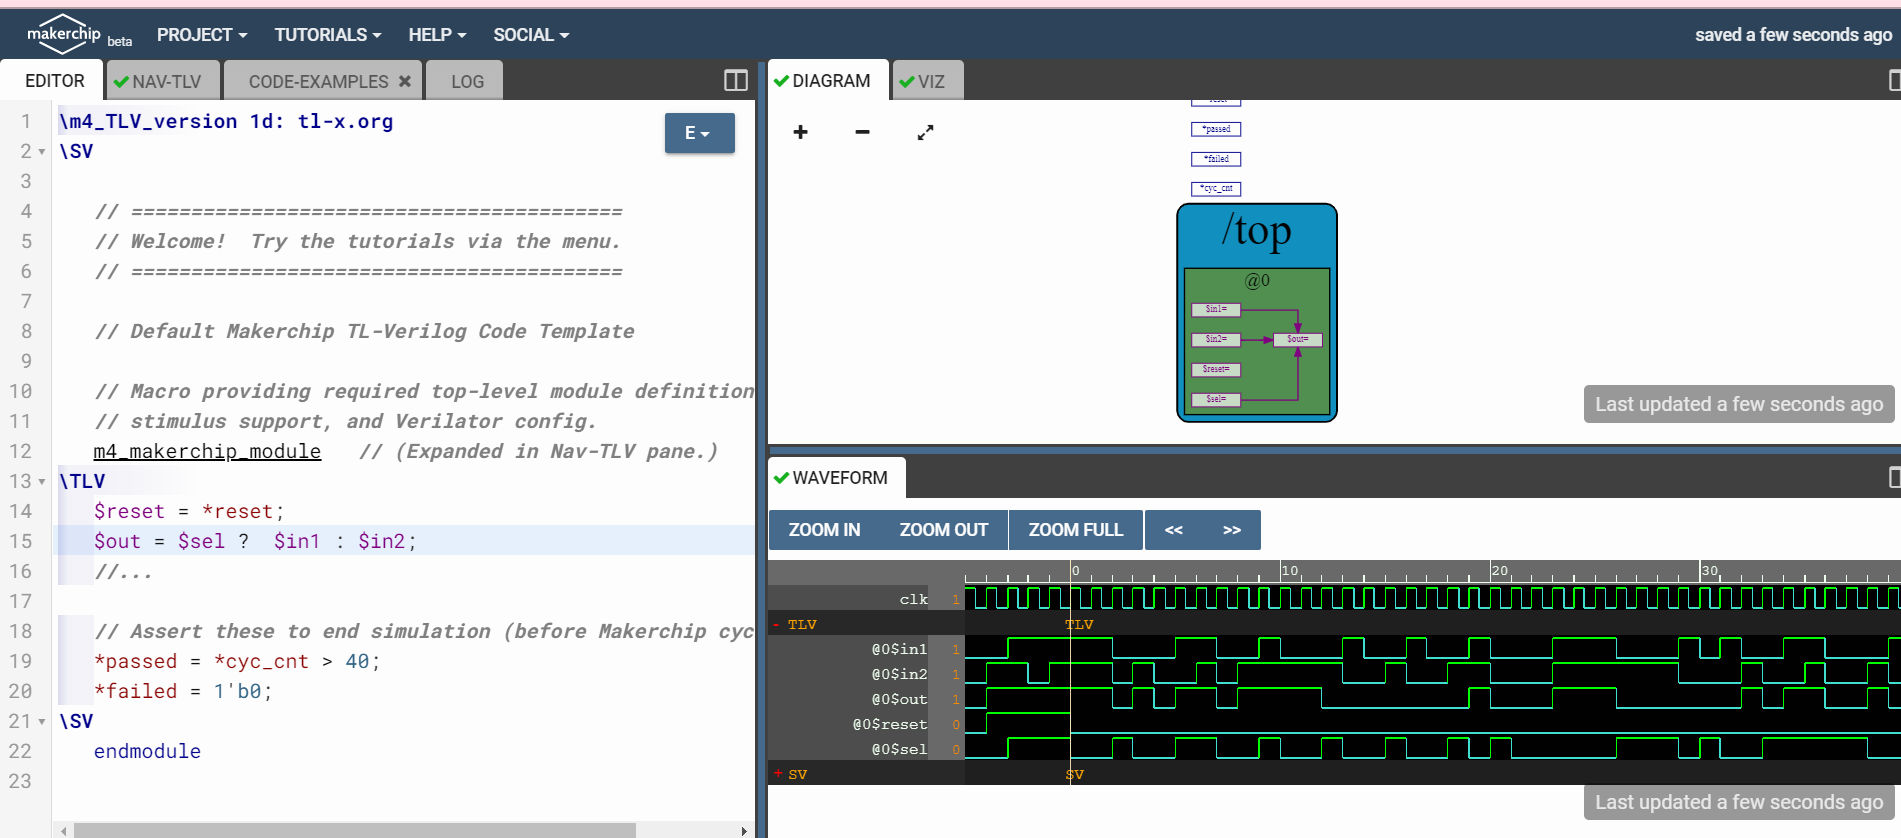 makerchip beta PROJECT TUTORIALS HELP SOCIAL saved a few seconds ago
EDITOR NAV-TLV CODE-EXAMPLES LOG
1 \m4_TLV_version 1d: tl-x.org
E
2 \SV
3
4 // =========================================
5 // Welcome!  Try the tutorials via the menu.
6 // =========================================
7
8 // Default Makerchip TL-Verilog Code Template
9
10 // Macro providing required top-level module definition
11 // stimulus support, and Verilator config.
12 m4_makerchip_module   // (Expanded in Nav-TLV pane.)
13 \TLV
14 $reset = *reset;
15 $out = $sel ?  $in1 : $in2;
16 //...
17
18 // Assert these to end simulation (before Makerchip cyc
19 *passed = *cyc_cnt > 40;
20 *failed = 1'b0;
21 \SV
22 endmodule
23
DIAGRAM VIZ
+ −
*passed
*failed
*cyc_cnt
/top
@0
$in1=
$in2= $out=
$reset=
$sel=
Last updated a few seconds ago
WAVEFORM
ZOOM IN ZOOM OUT ZOOM FULL << >>
0 10 20 30
clk 1
- TLV TLV
@0$in1 1
@0$in2 1
@0$out 1
@0$reset 0
@0$sel 0
+ SV SV
Last updated a few seconds ago